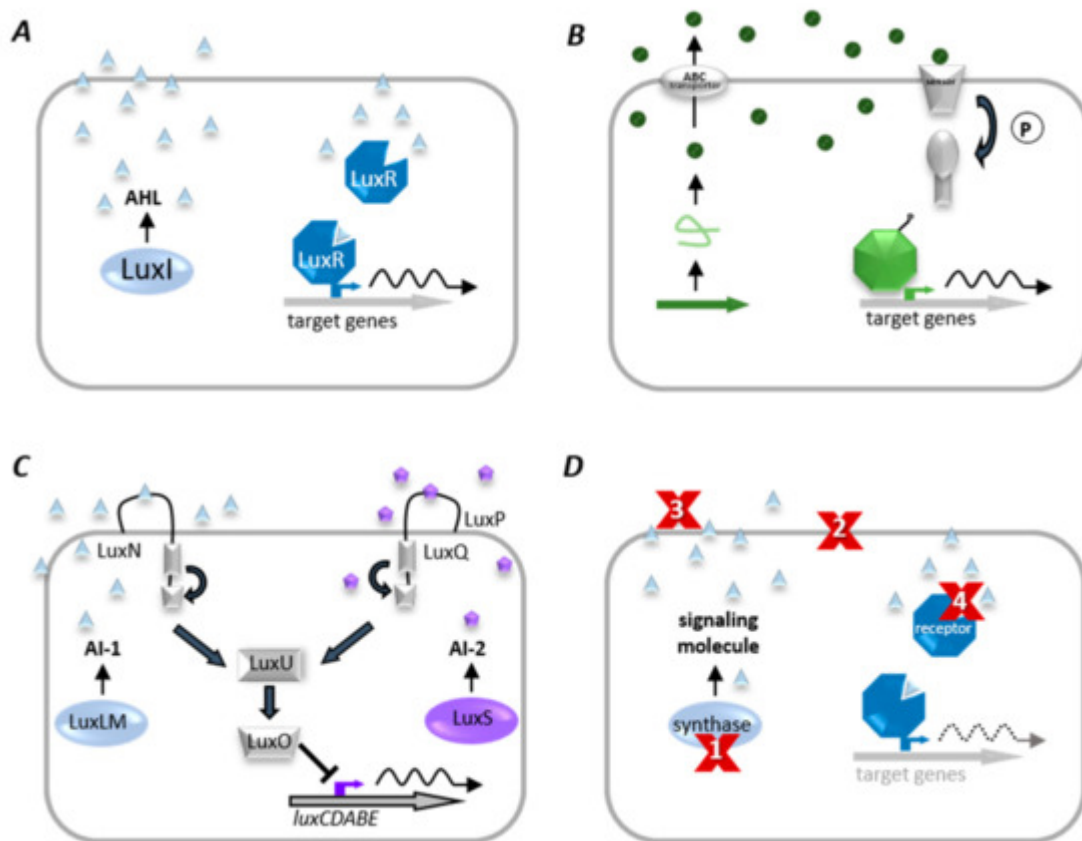 A
AHL
LuxI
LuxR
LuxR
target genes
B
ABC
transporter
P
target genes
C
LuxN
LuxP
LuxQ
AI-1
LuxLM
LuxU
LuxO
AI-2
LuxS
luxCDABE
D
3
2
signaling
molecule
4
receptor
synthase
1
target genes